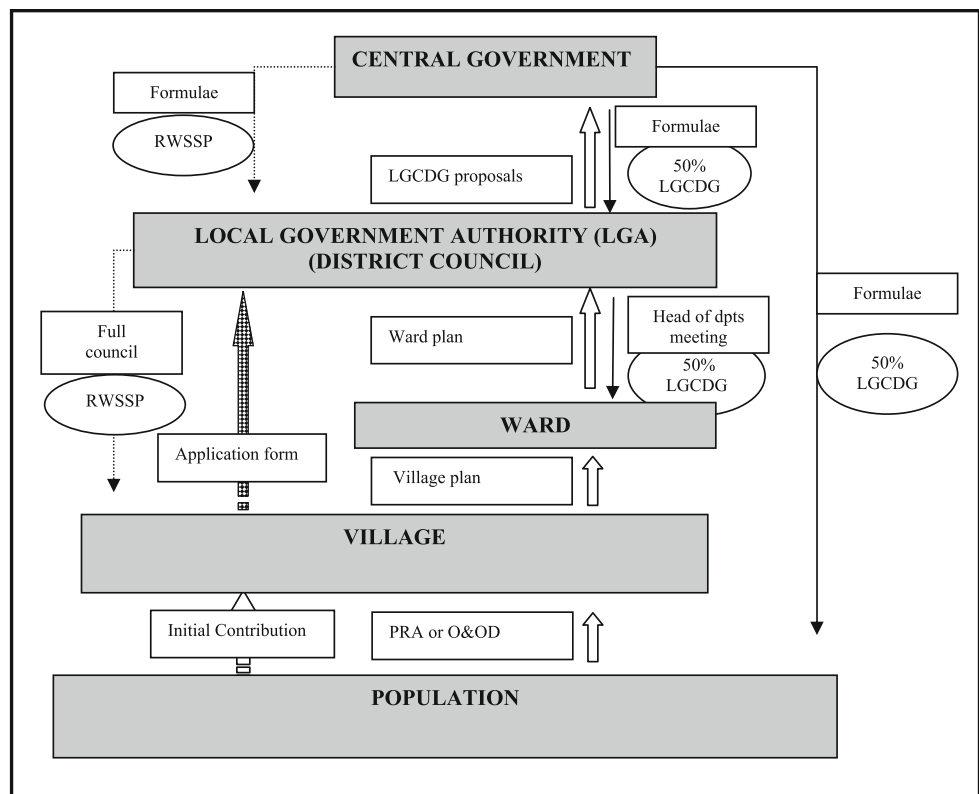 CENTRAL GOVERNMENT
Formulae
RWSSP
Formulae
50%
LGCDG
LGCDG proposals
LOCAL GOVERNMENT AUTHORITY (LGA)
(DISTRICT COUNCIL)
Formulae
50%
LGCDG
Full
council
RWSSP
Ward plan
Head of dpts
meeting
50%
LGCDG
WARD
Application form
Village plan
VILLAGE
Initial Contribution
PRA or O&OD
POPULATION